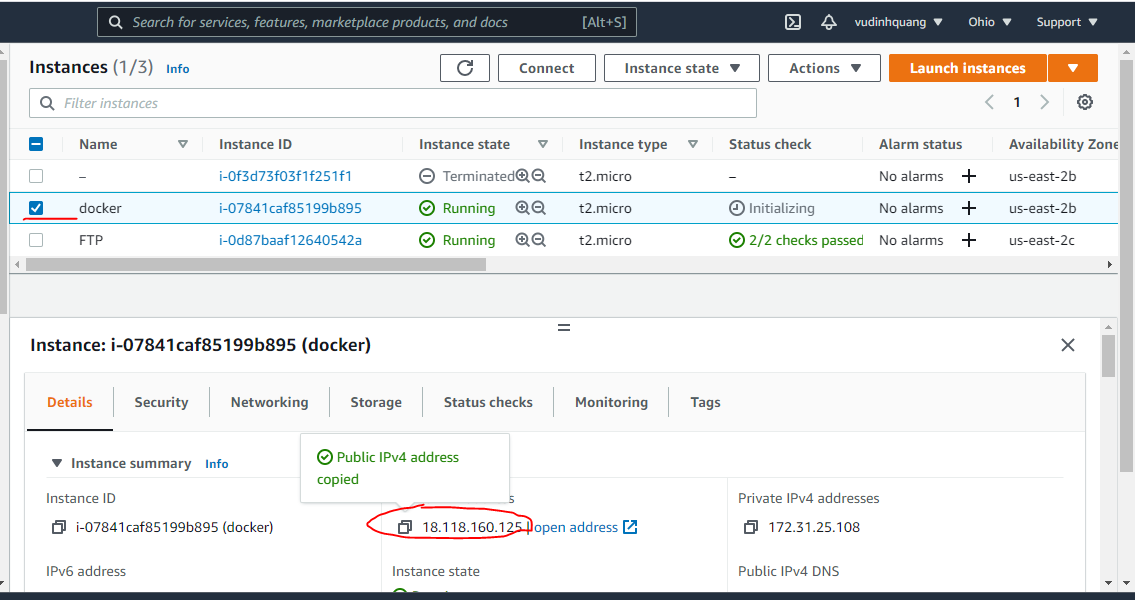 Search for services, features, marketplace products, and docs [Alt+S] vudinhquang Ohio Support
Instances (1/3) Info Connect Instance state Actions Launch instances
Filter instances 1
Name Instance ID Instance state Instance type Status check Alarm status Availability Zone
– i-0f3d73f03f1f251f1 Terminated t2.micro – No alarms + us-east-2b
docker i-07841caf85199b895 Running t2.micro Initializing No alarms + us-east-2b
FTP i-0d87baaf12640542a Running t2.micro 2/2 checks passed No alarms + us-east-2c
Instance: i-07841caf85199b895 (docker)
Details Security Networking Storage Status checks Monitoring Tags
Public IPv4 address
copied
Instance summary Info
Instance ID Private IPv4 addresses
i-07841caf85199b895 (docker) 18.118.160.125 | open address 172.31.25.108
IPv6 address Instance state Public IPv4 DNS